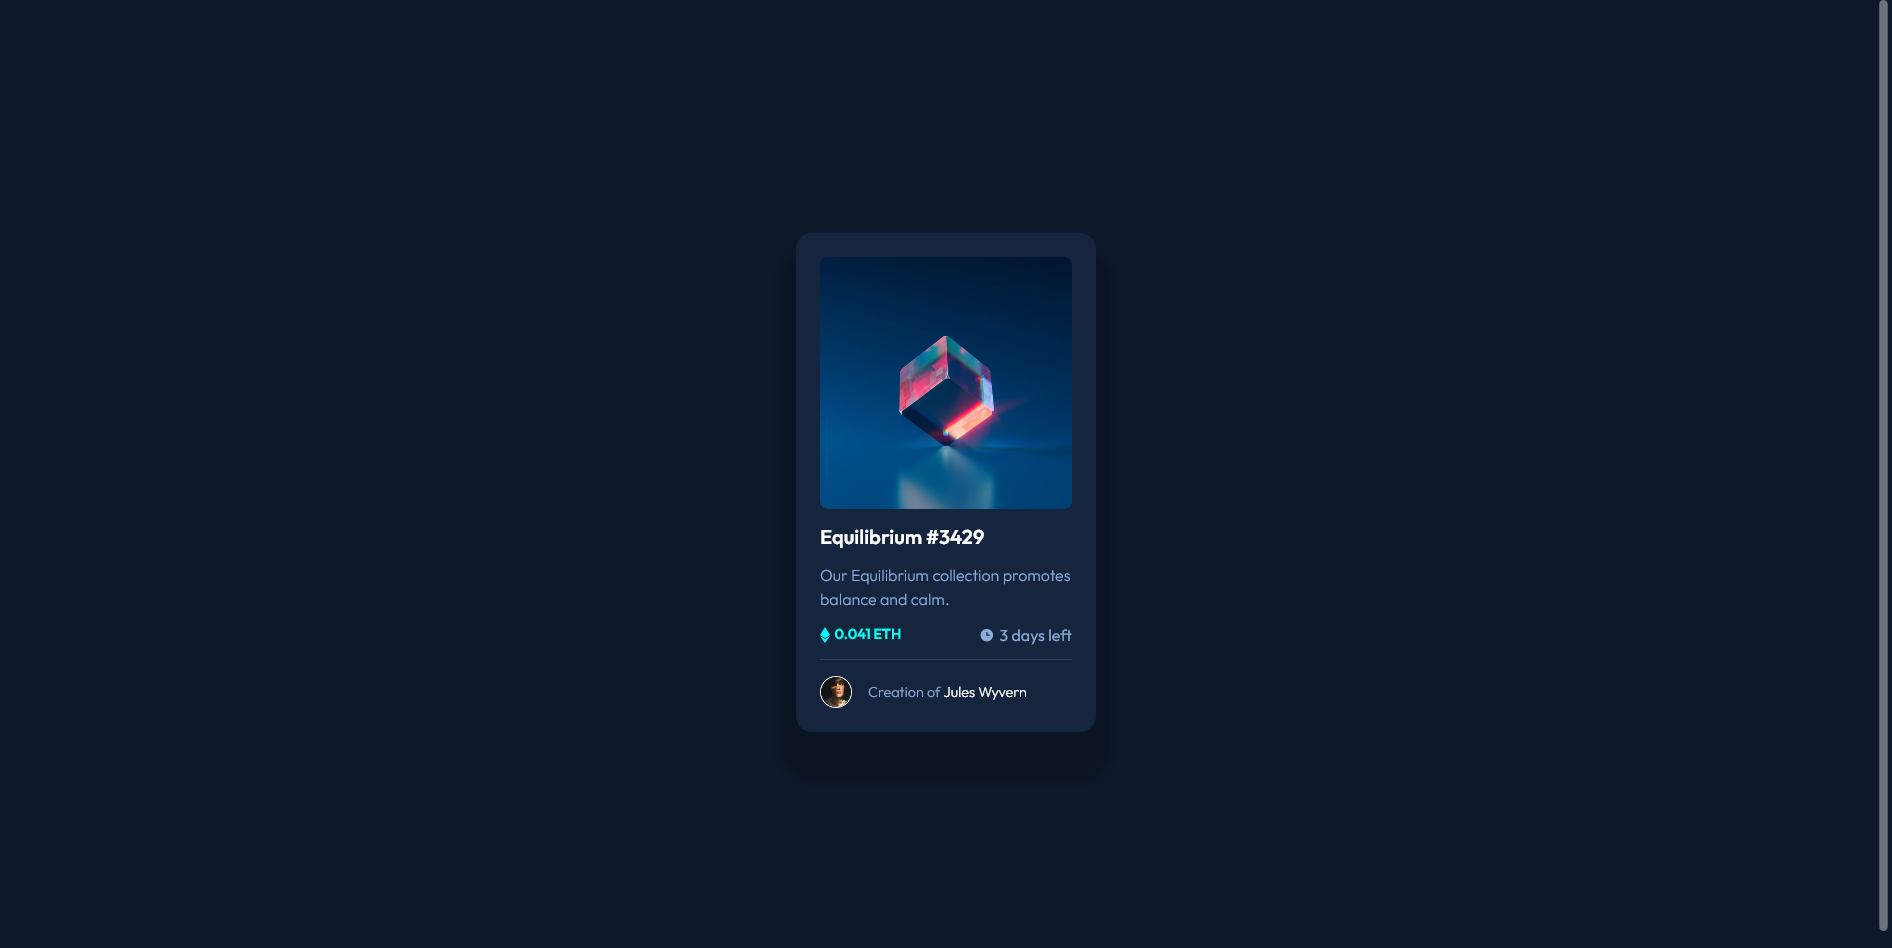 Equilibrium #3429
Our Equilibrium collection promotes
balance and calm.
0.041 ETH
3 days left
Creation of Jules Wyvern